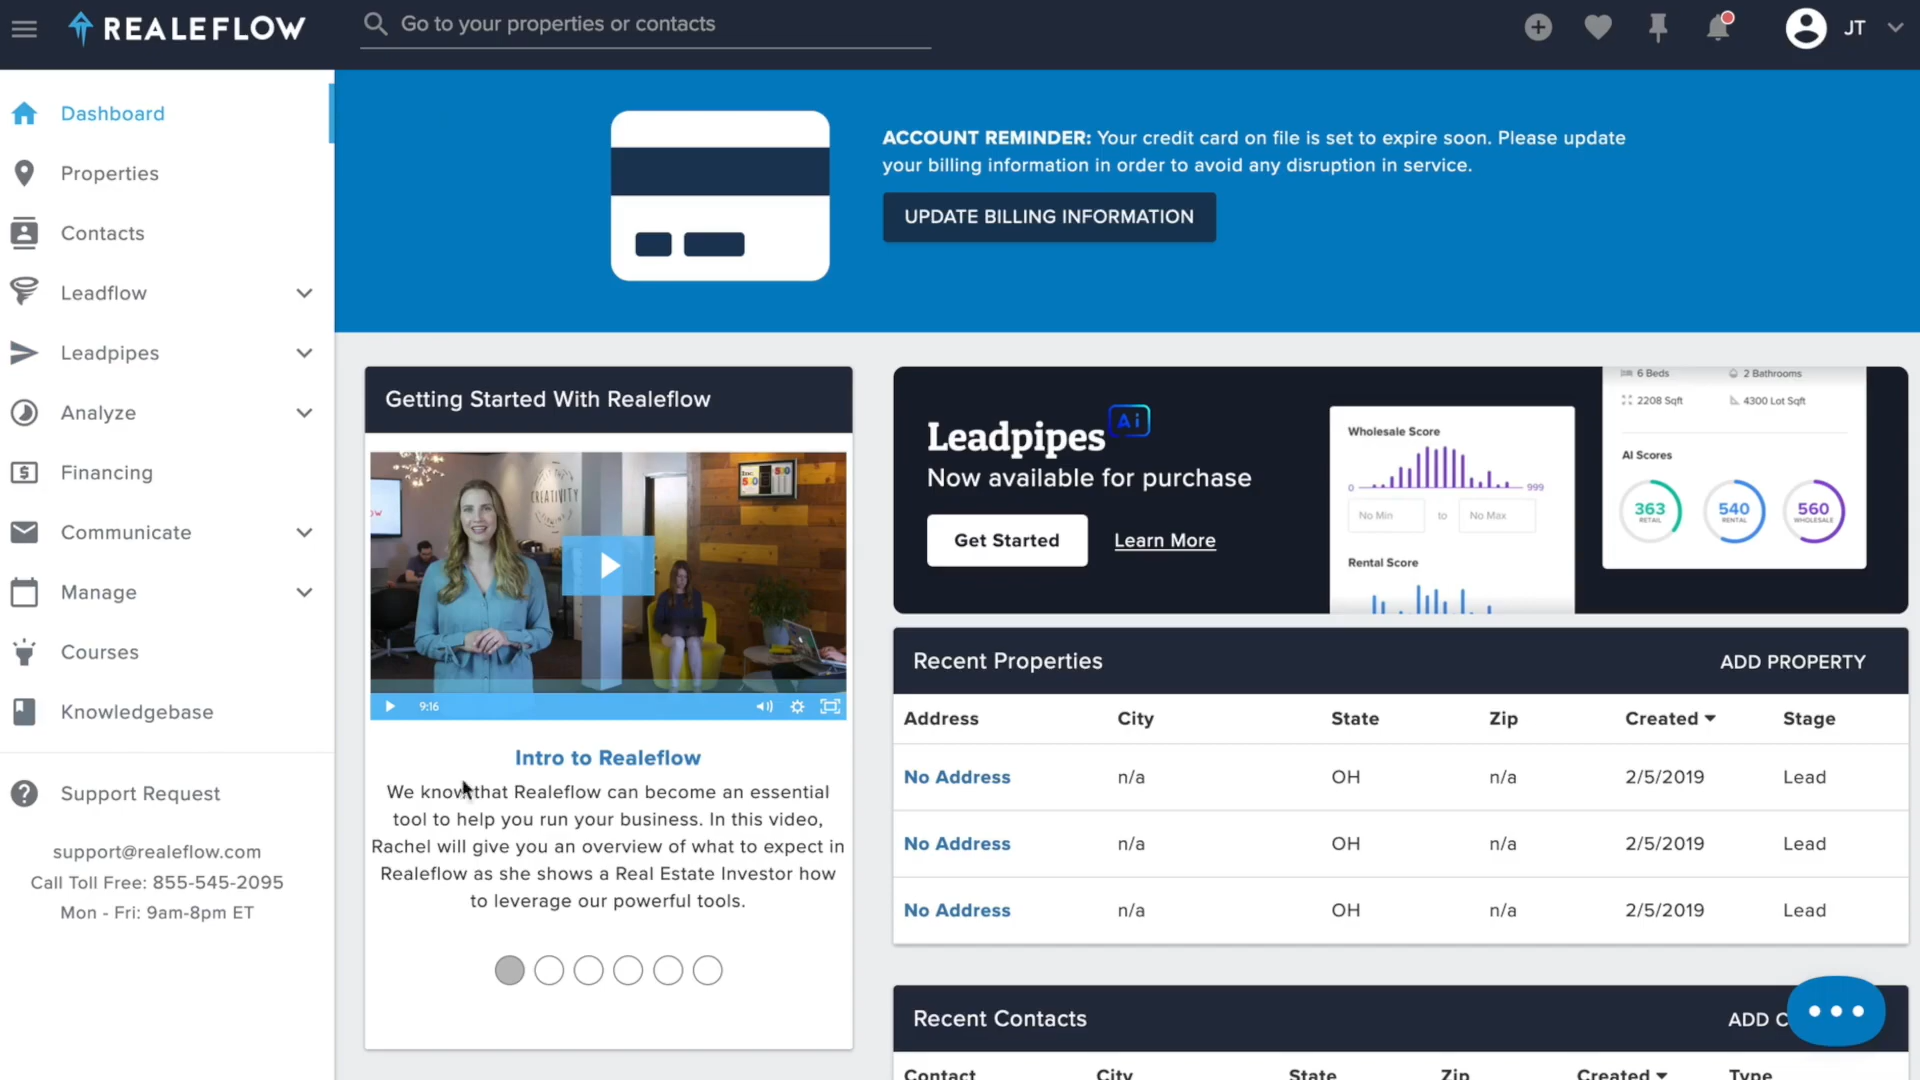 REALEFLOW
Go to your properties or contacts
JT
Dashboard
Properties
Contacts
Leadflow
Leadpipes
Analyze
Financing
Communicate
Manage
Courses
Knowledgebase
Support Request
support@realeflow.com
Call Toll Free: 855-545-2095
Mon - Fri: 9am-8pm ET
ACCOUNT REMINDER: Your credit card on file is set to expire soon. Please update
your billing information in order to avoid any disruption in service.
UPDATE BILLING INFORMATION
Getting Started With Realeflow
CREATIVITY
9:16
Intro to Realeflow
We know that Realeflow can become an essential
tool to help you run your business. In this video,
Rachel will give you an overview of what to expect in
Realeflow as she shows a Real Estate Investor how
to leverage our powerful tools.
Leadpipes Ai
Now available for purchase
Get Started Learn More
Wholesale Score
0 999
No Min to No Max
Rental Score
6 Beds 2 Bathrooms
2208 Sqft 4300 Lot Sqft
AI Scores
363 540 560
RETAIL RENTAL WHOLESALE
Recent Properties ADD PROPERTY
Address City State Zip Created Stage
No Address n/a OH n/a 2/5/2019 Lead
No Address n/a OH n/a 2/5/2019 Lead
No Address n/a OH n/a 2/5/2019 Lead
Recent Contacts ADD C
Contact City State Zip Created Type